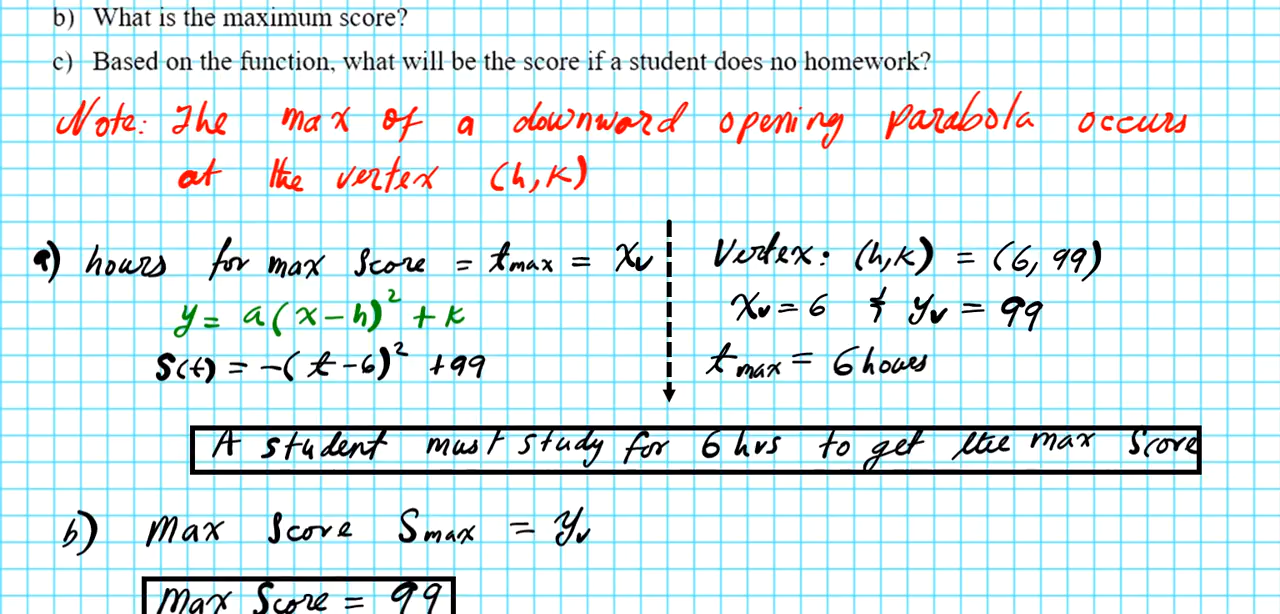 b) What is the maximum score?
c) Based on the function, what will be the score if a student does no homework?
Note: The max of a downward opening parabola occurs
at the vertex (h,k)
a) hours for max score = tmax = xv
y = a(x-h)² + k
S(t) = -(t-6)² +99
Vertex: (h,k) = (6, 99)
xv = 6 & yv = 99
tmax = 6 hours
A student must study for 6 hrs to get the max score
b) Max Score Smax = yv
Max Score = 99